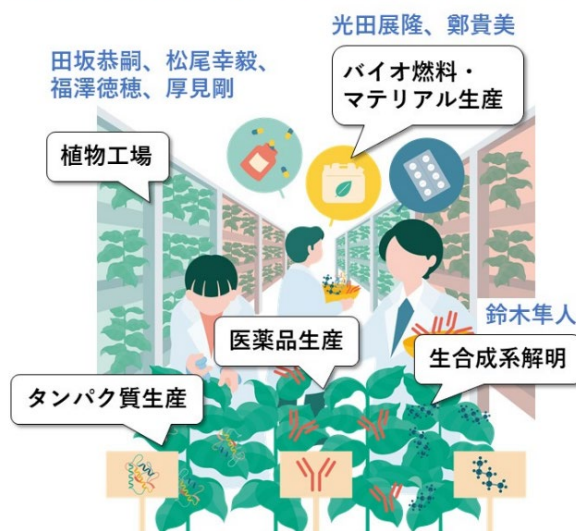 光田展隆、鄭貴美
バイオ燃料・
マテリアル生産
田坂恭嗣、松尾幸毅、
福澤徳穂、厚見剛
植物工場
鈴木隼人
医薬品生産
生合成系解明
タンパク質生産